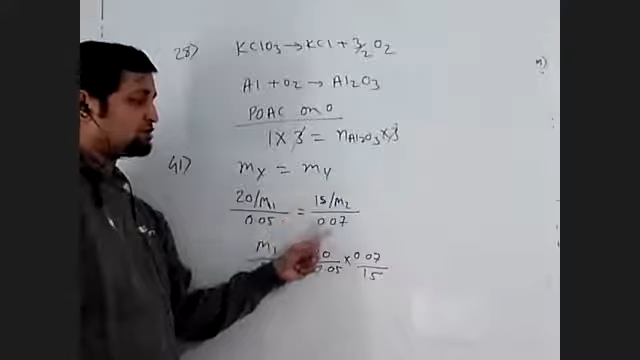 28) KClO3 → KCl + 3/2 O2
Al + O2 → Al2O3
POAC on O
1 × 3 = nAl2O3 × 3
41) mx = my
20/M1 / 0.05 = 15/M2 / 0.07
M1
0.05 × 0.07 / 15